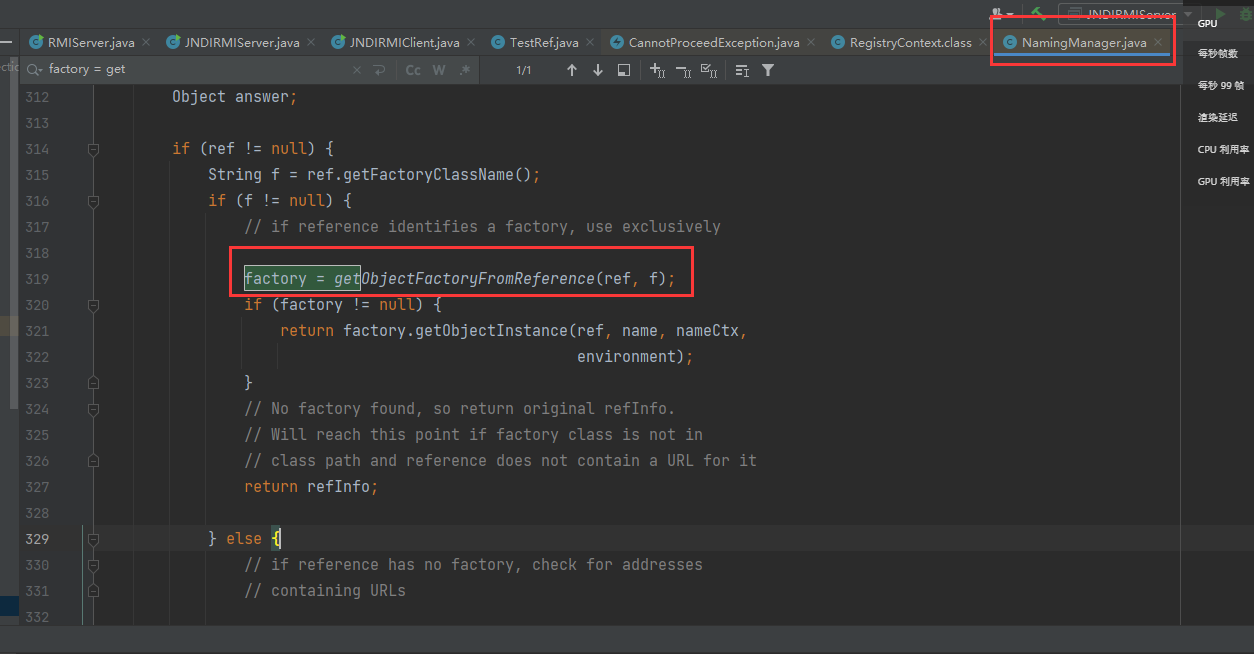 JNDIRMIServer
RMIServer.java JNDIRMIServer.java JNDIRMIClient.java TestRef.java CannotProceedException.java RegistryContext.class NamingManager.java
factory = get Cc W .* 1/1
312 Object answer;
313
314 if (ref != null) {
315 String f = ref.getFactoryClassName();
316 if (f != null) {
317 // if reference identifies a factory, use exclusively
318
319 factory = getObjectFactoryFromReference(ref, f);
320 if (factory != null) {
321 return factory.getObjectInstance(ref, name, nameCtx,
322 environment);
323 }
324 // No factory found, so return original refInfo.
325 // Will reach this point if factory class is not in
326 // class path and reference does not contain a URL for it
327 return refInfo;
328
329 } else {
330 // if reference has no factory, check for addresses
331 // containing URLs
332
GPU
每秒帧数
每秒 99 帧
渲染延迟
CPU 利用率
GPU 利用率